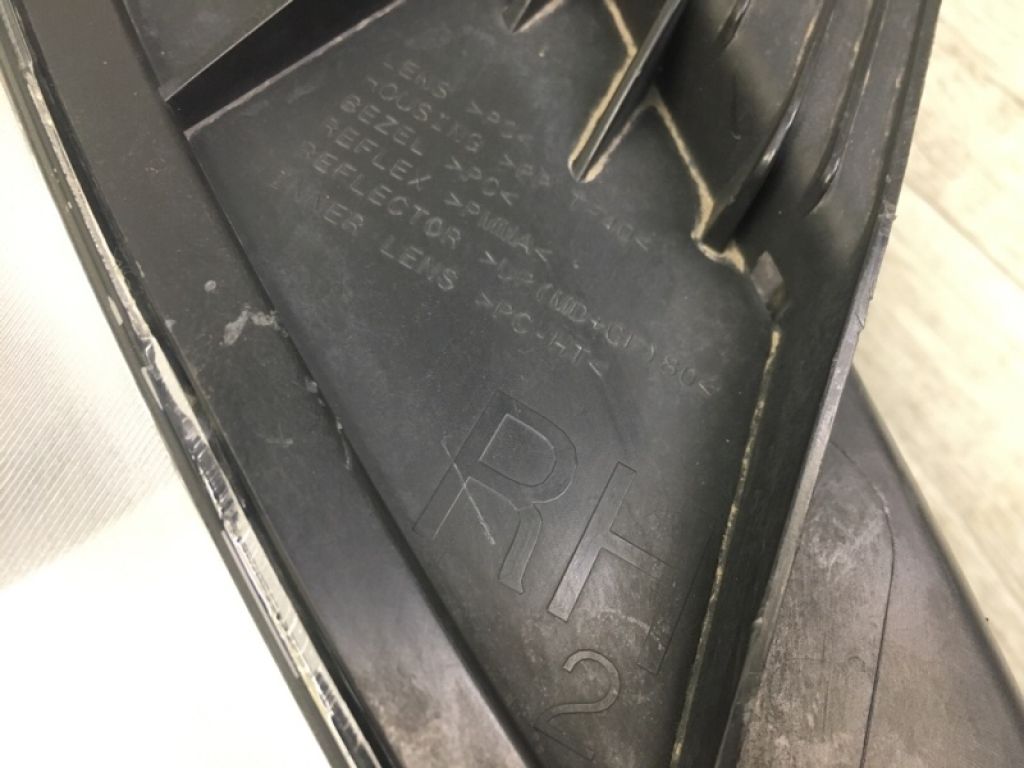 LENS >PC<
HOUSING >PP T40<
BEZEL >PC<
REFLEX >PMMA<
REFLECTOR >UP(MD+GF)80<
INNER LENS >PC-HT<
RH
2